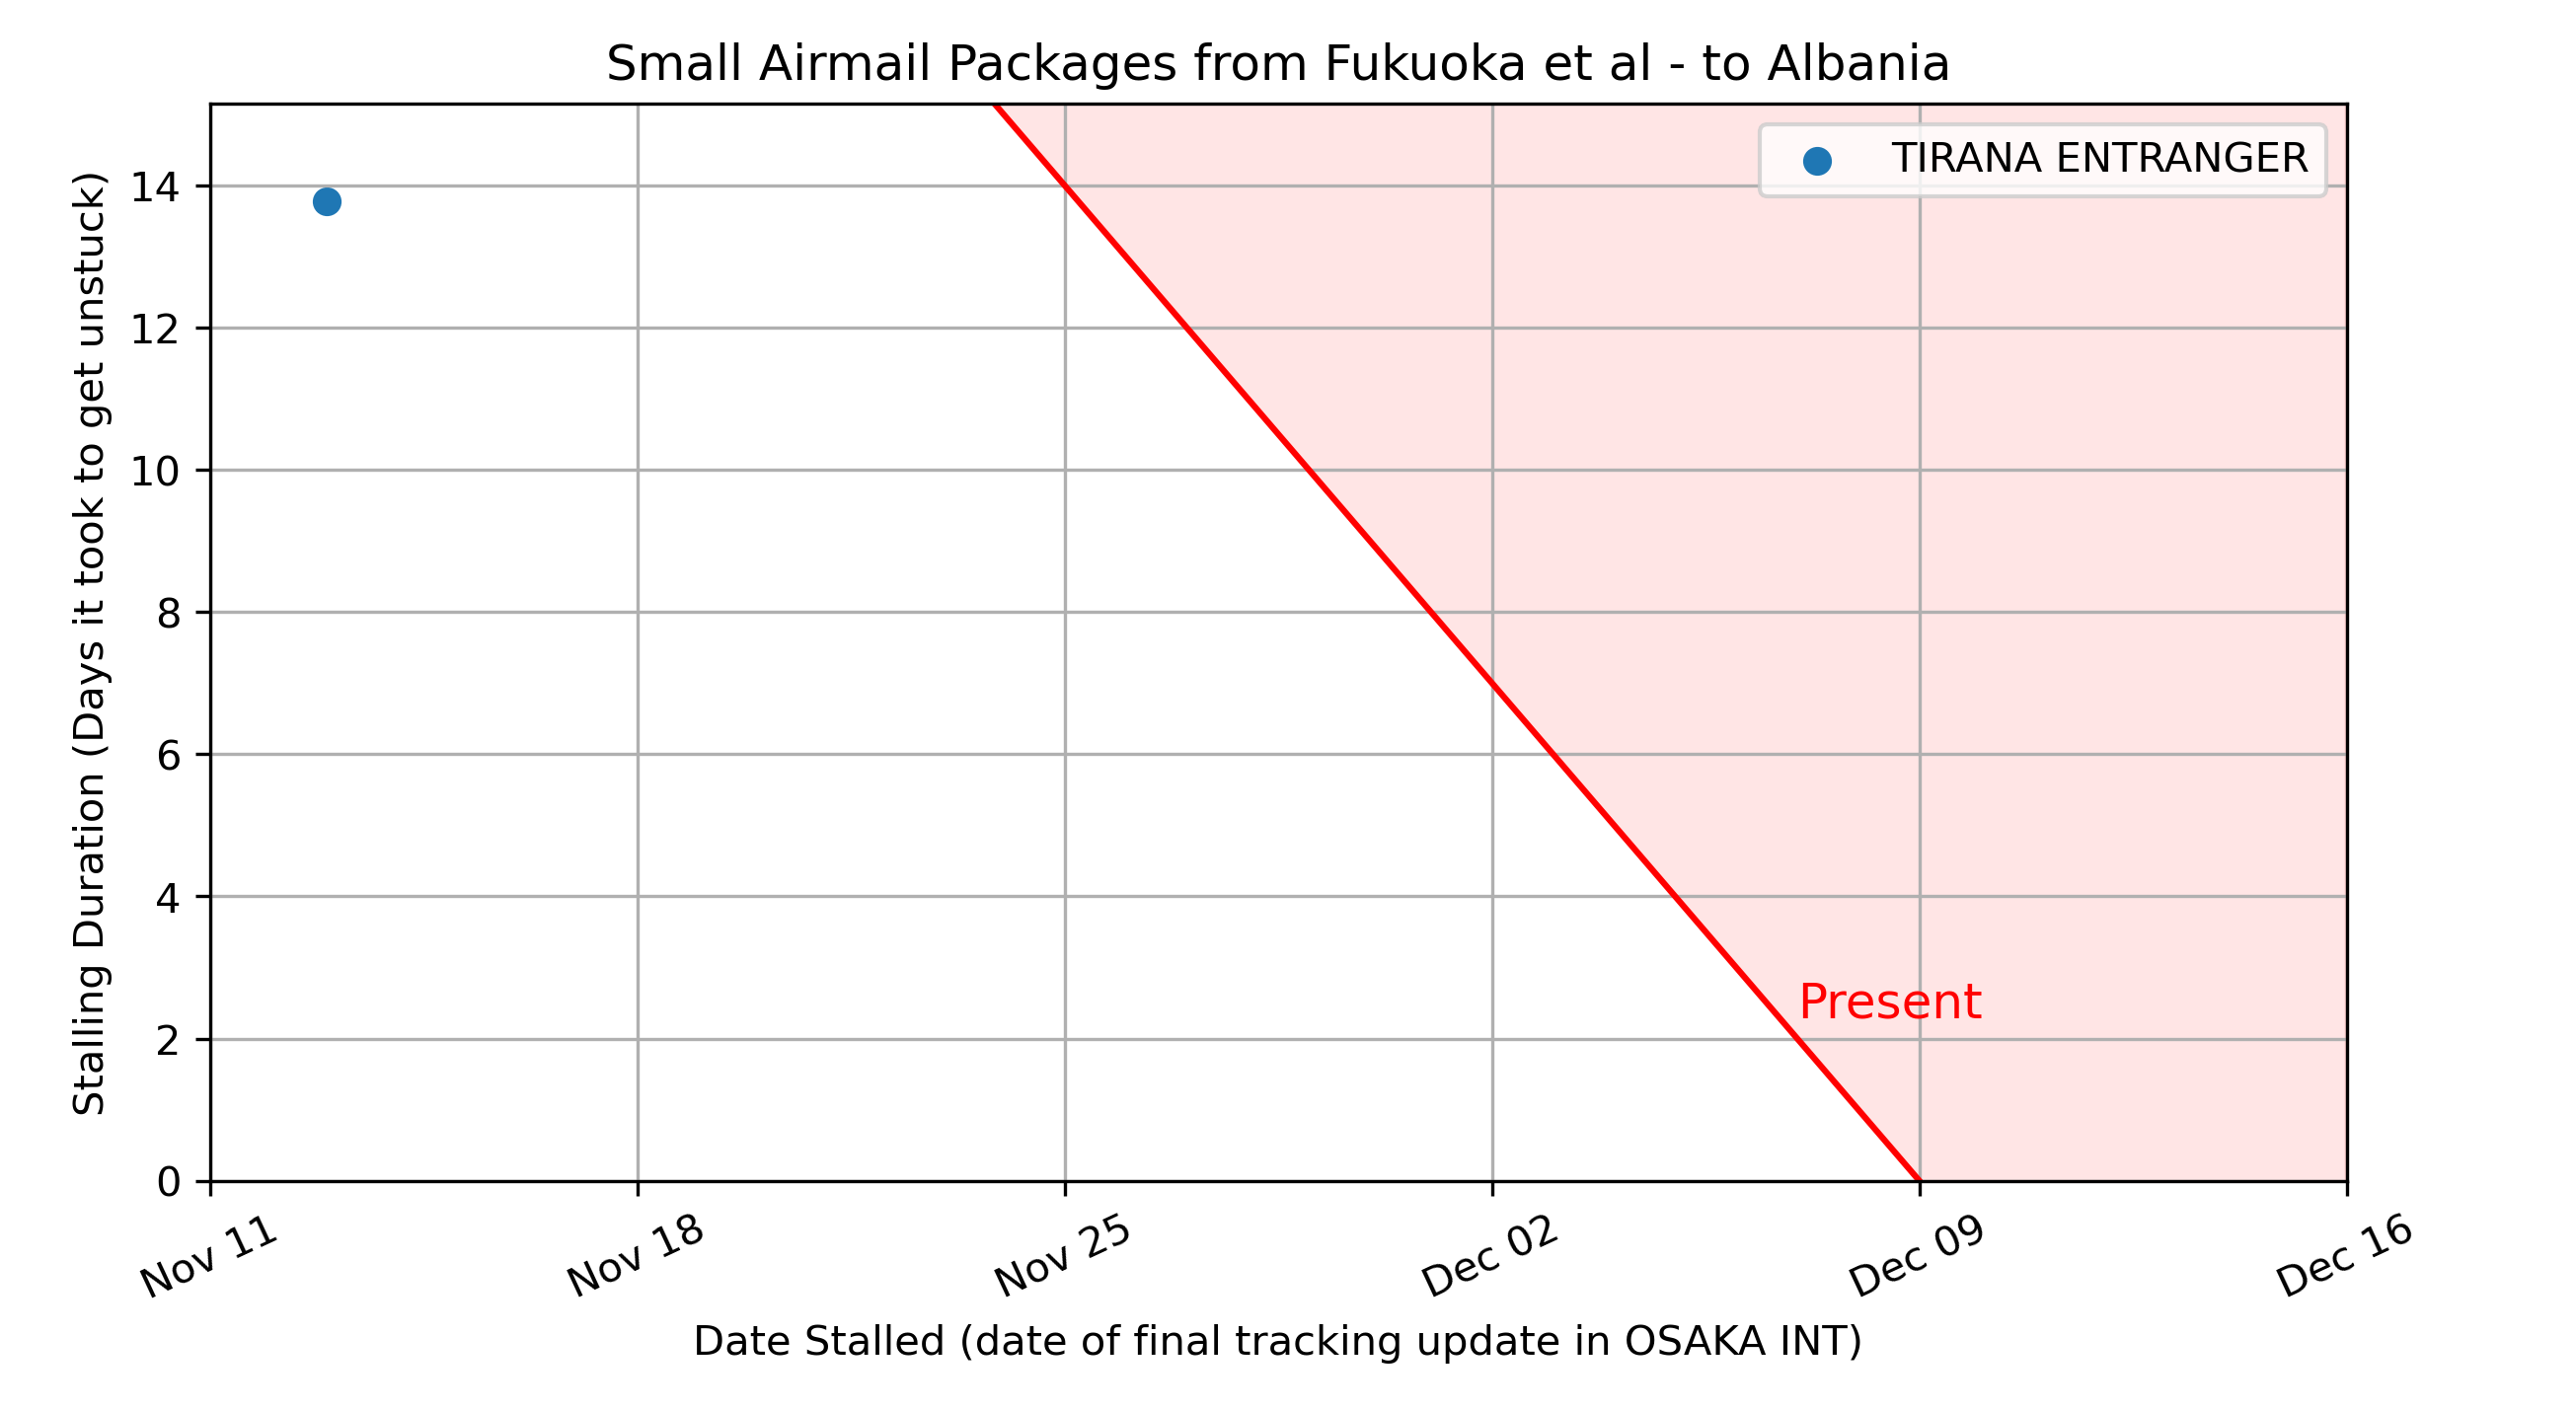 Small Airmail Packages from Fukuoka et al - to Albania
TIRANA ENTRANGER
Stalling Duration (Days it took to get unstuck)
14
12
10
8
6
4
2
0
Present
Nov 11
Nov 18
Nov 25
Dec 02
Dec 09
Dec 16
Date Stalled (date of final tracking update in OSAKA INT)